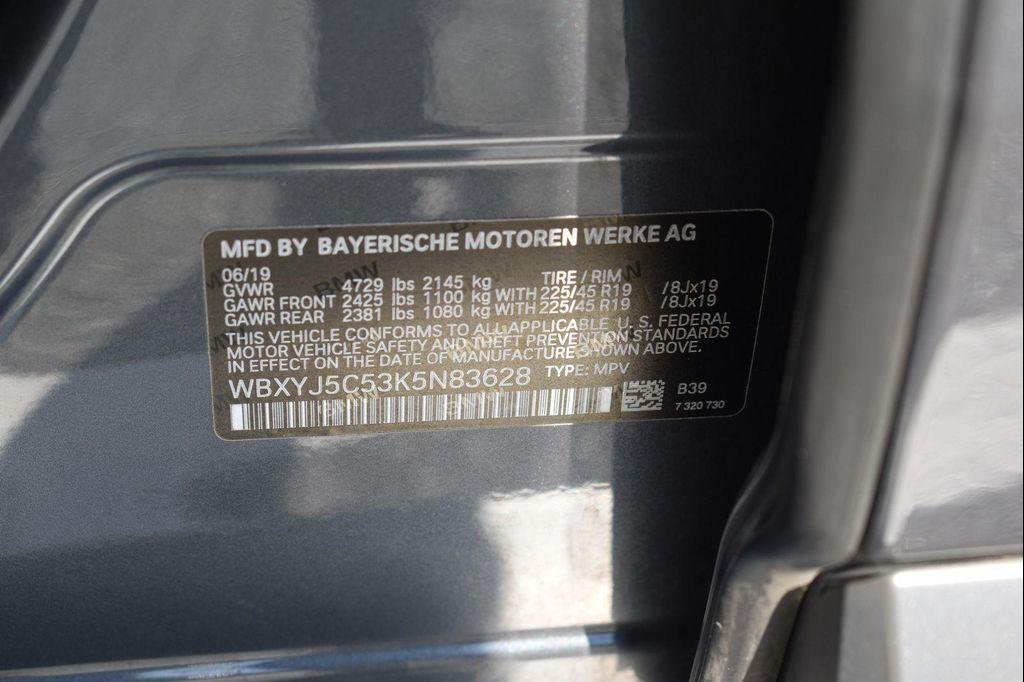 MFD BY BAYERISCHE MOTOREN WERKE AG
06/19 TIRE / RIM
GVWR 4729 lbs 2145 kg
GAWR FRONT 2425 lbs 1100 kg WITH 225/45 R19 /8Jx19
GAWR REAR 2381 lbs 1080 kg WITH 225/45 R19 /8Jx19
THIS VEHICLE CONFORMS TO ALL APPLICABLE U. S. FEDERAL
MOTOR VEHICLE SAFETY AND THEFT PREVENTION STANDARDS
IN EFFECT ON THE DATE OF MANUFACTURE SHOWN ABOVE.
WBXYJ5C53K5N83628 TYPE: MPV
B39
7 320 730